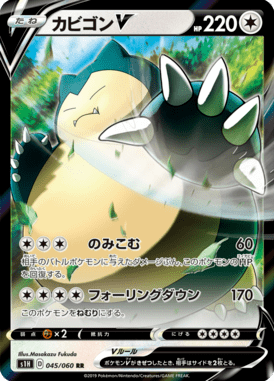 たね カビゴンV HP 220
のみこむ 60
相手のバトルポケモンに与えたダメージぶん、このポケモンのHPを回復する。
フォーリングダウン 170
このポケモンをねむりにする。
弱点 ×2 抵抗力 にげる
Illus. Masakazu Fukuda
Vルール
ポケモンVがきぜつしたとき、相手はサイドを2枚とる。
s1H D 045/060 RR
©2019 Pokémon/Nintendo/Creatures/GAME FREAK.